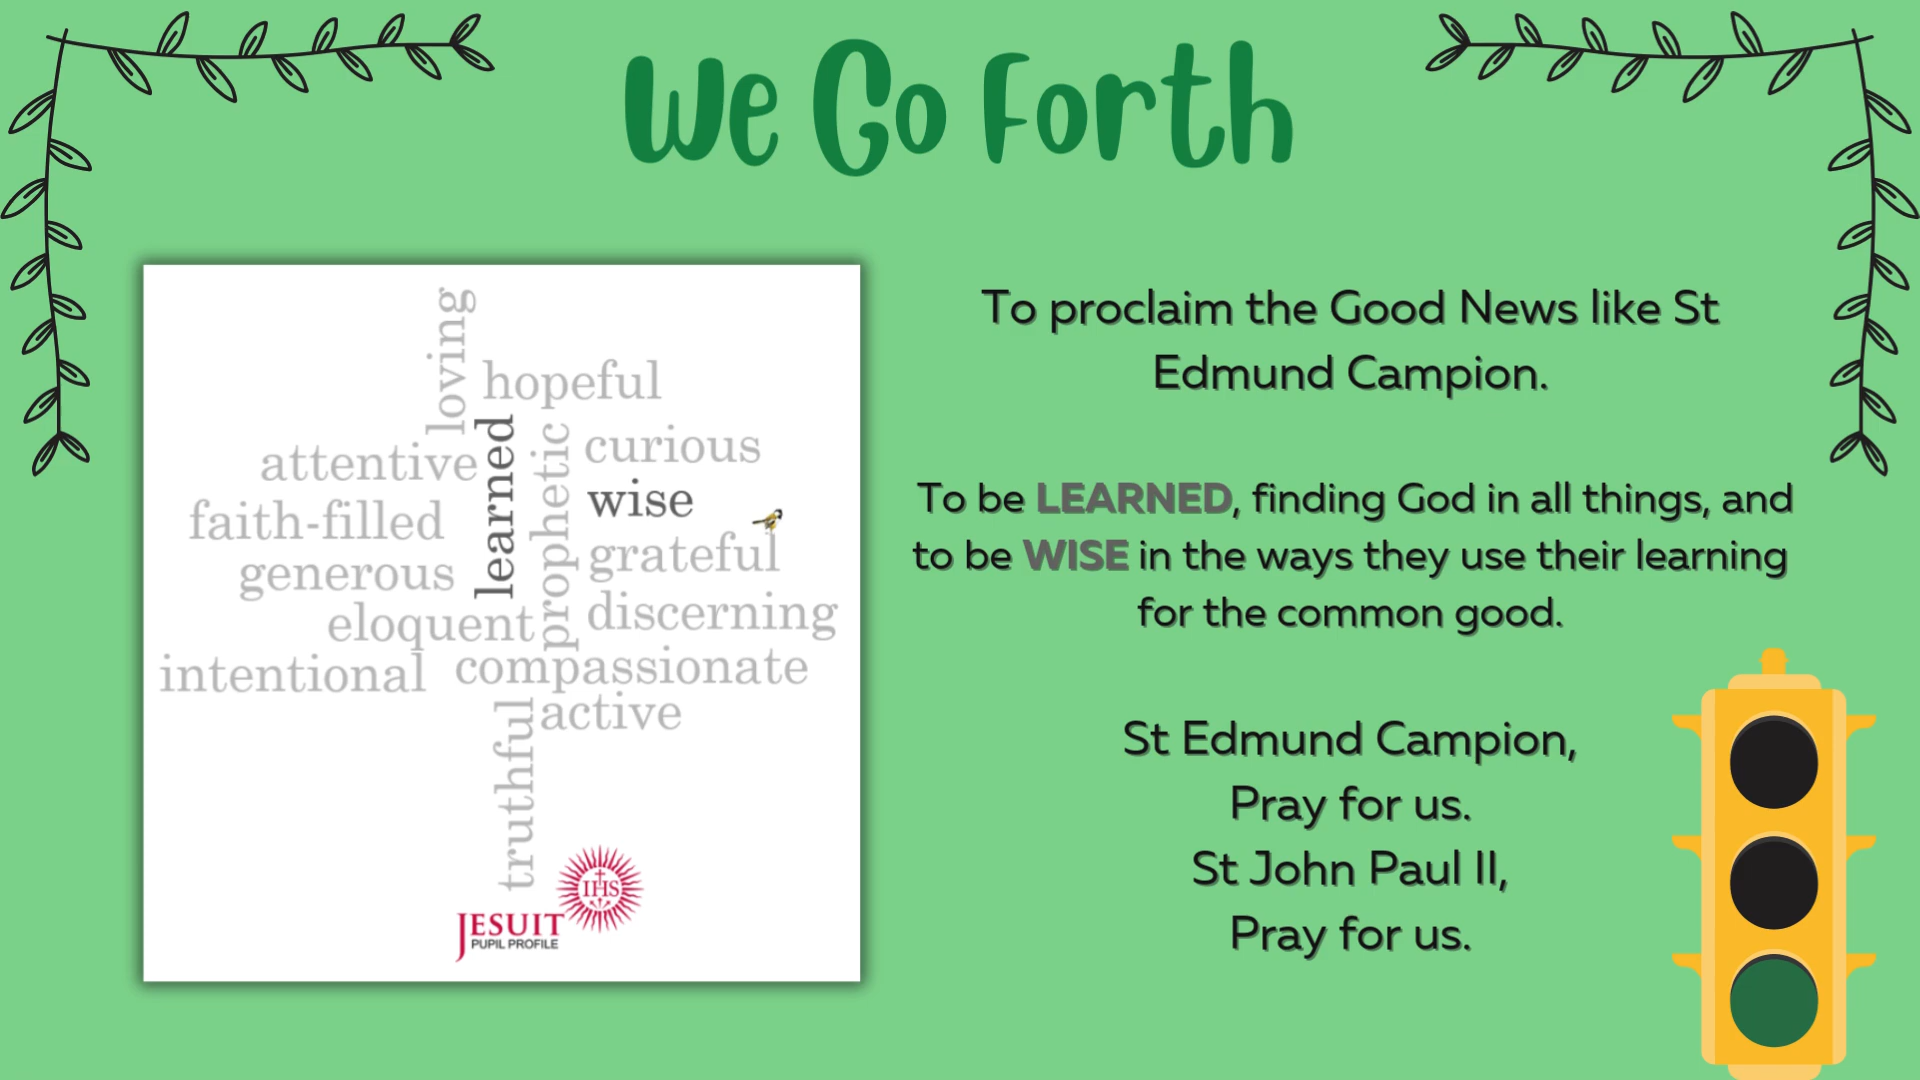 We Go Forth
loving
hopeful
learned
prophetic
curious
attentive
wise
faith-filled
grateful
generous
discerning
eloquent
compassionate
intentional
active
truthful
IHS
JESUIT
PUPIL PROFILE
To proclaim the Good News like St
Edmund Campion.
To be LEARNED, finding God in all things, and
to be WISE in the ways they use their learning
for the common good.
St Edmund Campion,
Pray for us.
St John Paul II,
Pray for us.